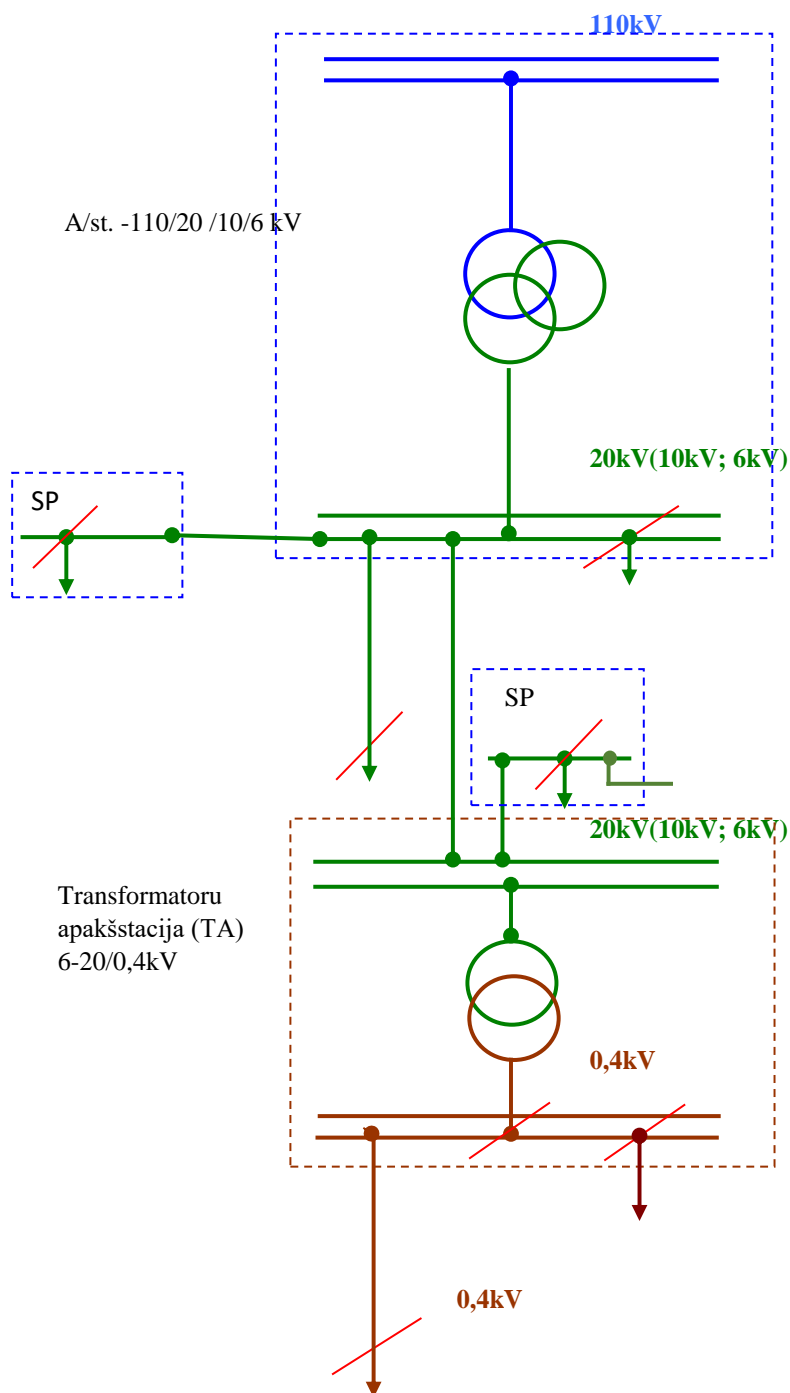 110kV
A/st. -110/20 /10/6 kV
20kV(10kV; 6kV)
SP
SP
20kV(10kV; 6kV)
Transformatoru
apakšstacija (TA)
6-20/0,4kV
0,4kV
0,4kV